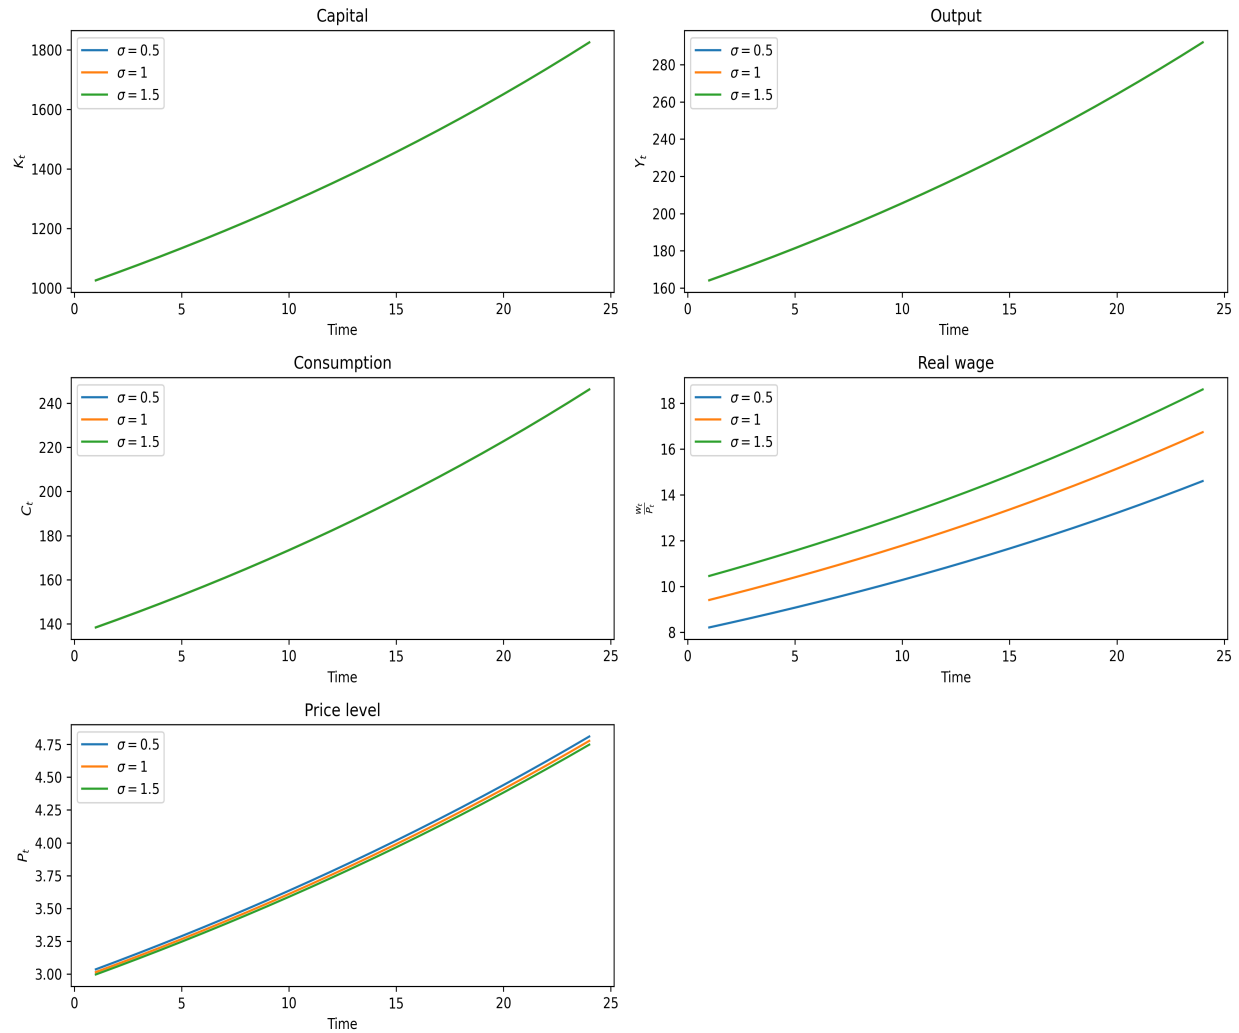 Capital
σ = 0.5
σ = 1
σ = 1.5
1800
1600
1400
1200
1000
K_t
0 5 10 15 20 25
Time
Output
σ = 0.5
σ = 1
σ = 1.5
280
260
240
220
200
180
160
Y_t
0 5 10 15 20 25
Time
Consumption
σ = 0.5
σ = 1
σ = 1.5
240
220
200
180
160
140
C_t
0 5 10 15 20 25
Time
Real wage
σ = 0.5
σ = 1
σ = 1.5
18
16
14
12
10
8
w_t/P_t
0 5 10 15 20 25
Time
Price level
σ = 0.5
σ = 1
σ = 1.5
4.75
4.50
4.25
4.00
3.75
3.50
3.25
3.00
P_t
0 5 10 15 20 25
Time